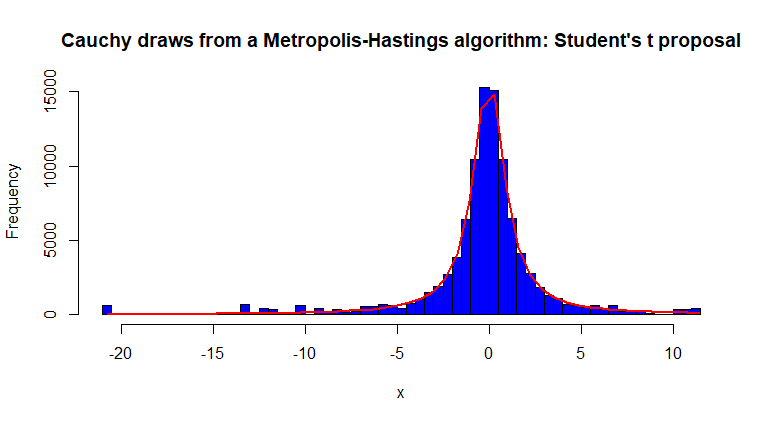 Cauchy draws from a Metropolis-Hastings algorithm: Student's t proposal
Frequency
15000
10000
5000
0
-20 -15 -10 -5 0 5 10
x